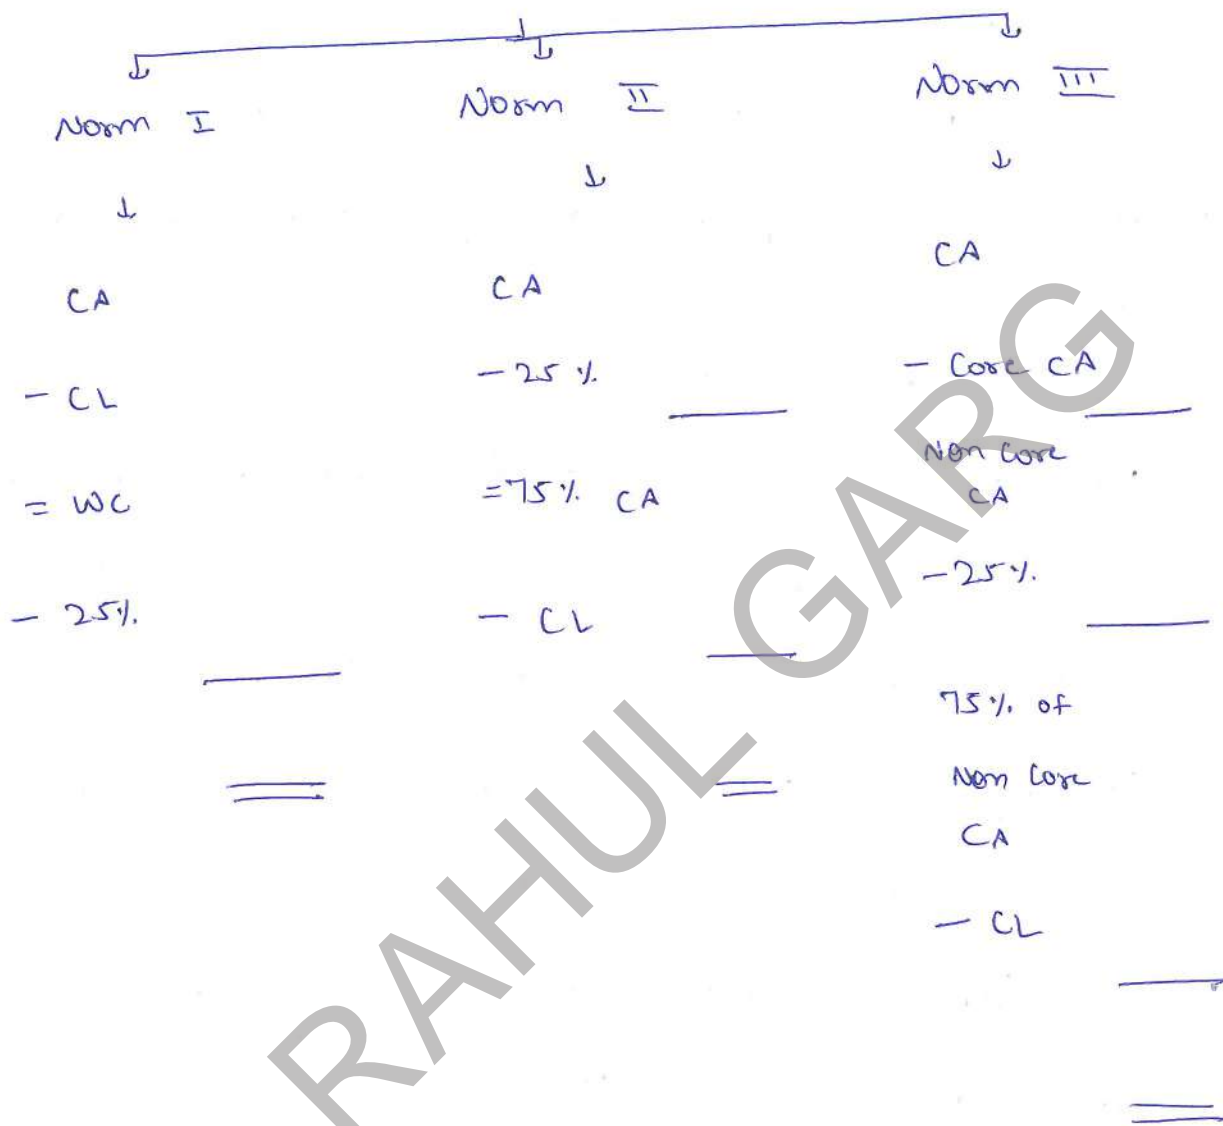 Norm I
CA
- CL
= WC
- 25%.
Norm II
CA
- 25%.
= 75%. CA
- CL
Norm III
CA
- Core CA
Non Core
CA
- 25%.
75%. of
Non Core
CA
- CL
RAHUL GARG